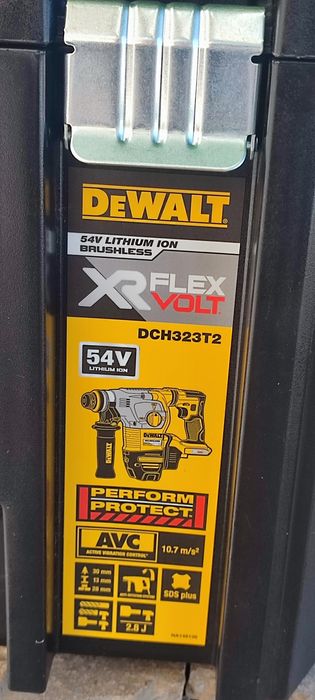 DEWALT
54V LITHIUM ION
BRUSHLESS
XR FLEX
VOLT
DCH323T2
54V
LITHIUM ION
DEWALT
PERFORM
PROTECT
AVC
ACTIVE VIBRATION CONTROL
10.7 m/s²
30 mm
13 mm
28 mm
SDS plus
2.8 J